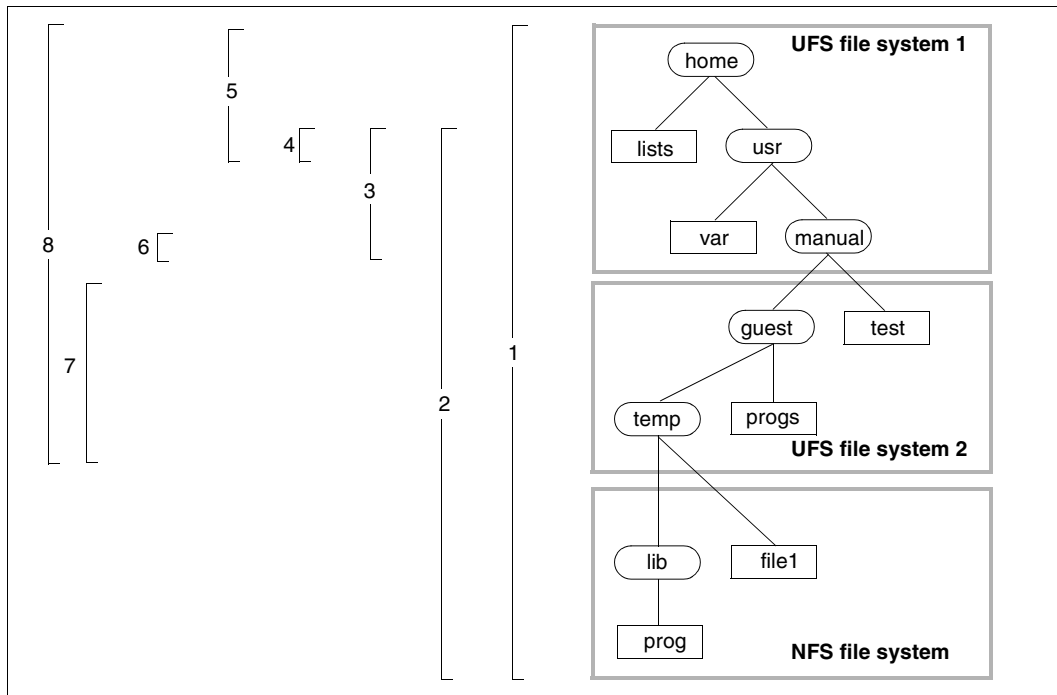 UFS file system 1
home
5
4
lists
usr
3
8
6
var
manual
guest
test
1
7
2
temp
progs
UFS file system 2
lib
file1
prog
NFS file system